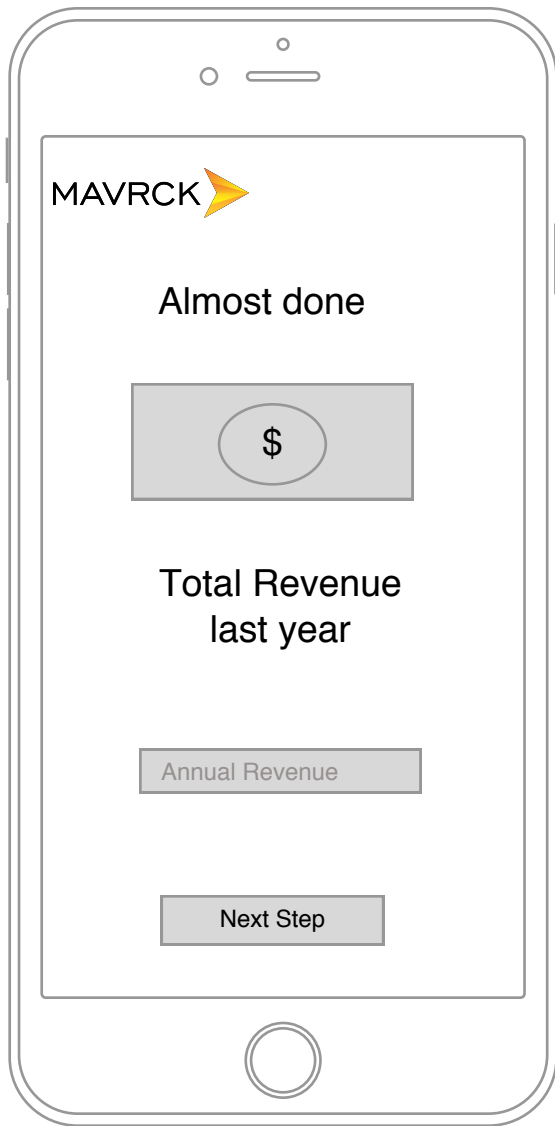 MAVRCK
Almost done
$
Total Revenue
last year
Annual Revenue
Next Step